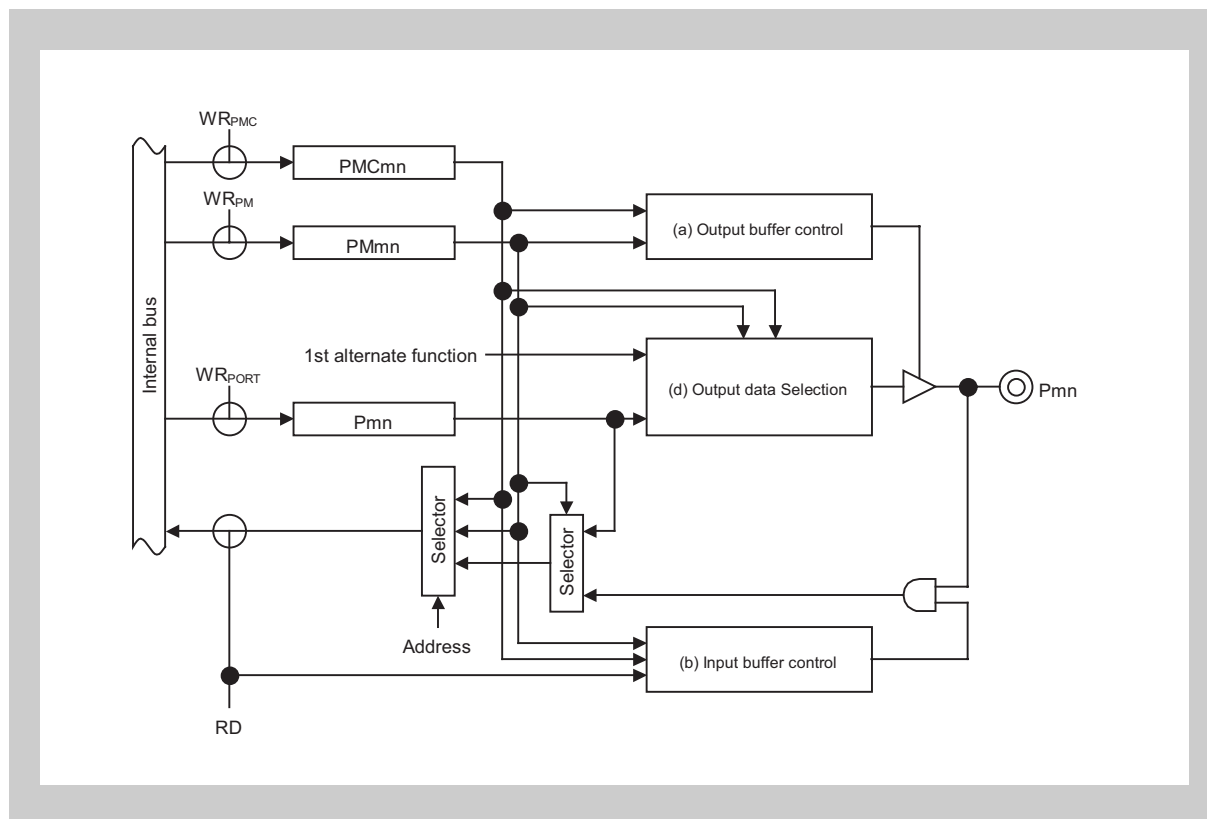 WRPMC
PMCmn
WRPM
(a) Output buffer control
PMmn
Internal bus
1st alternate function
WRPORT
(d) Output data Selection
Pmn
Pmn
Selector
Selector
Address
(b) Input buffer control
RD